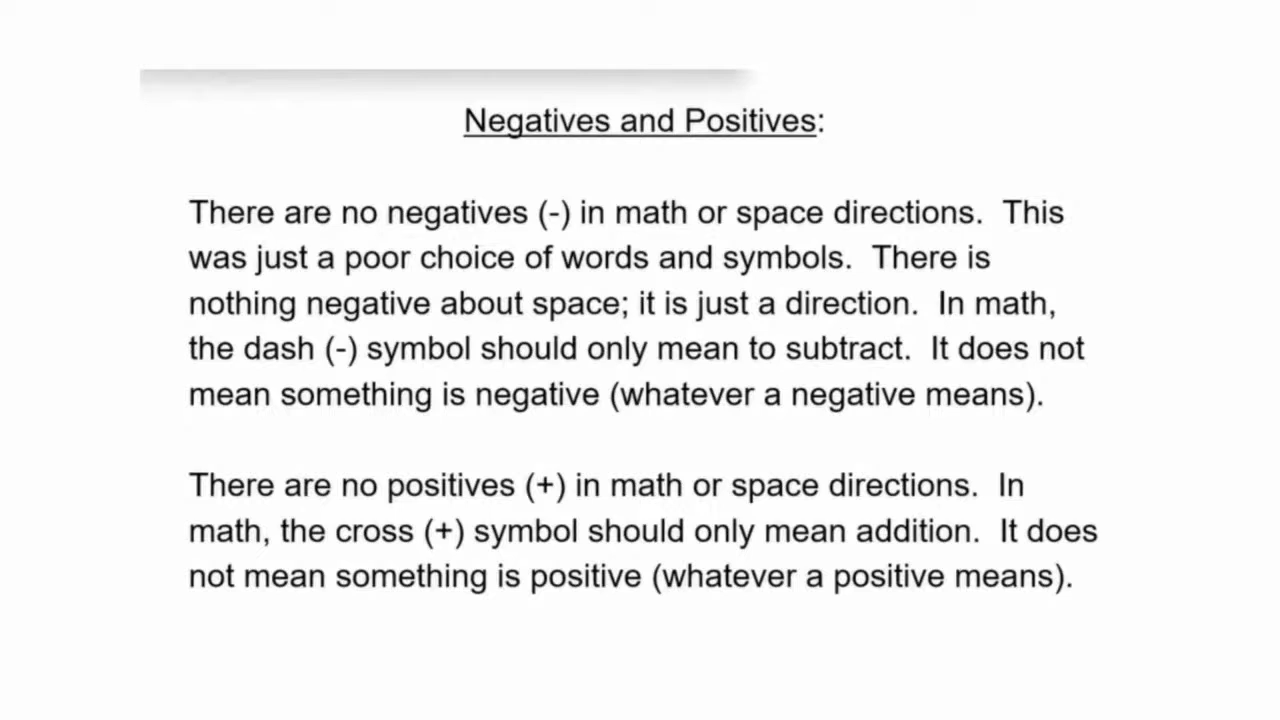 Negatives and Positives:
There are no negatives (-) in math or space directions.  This
was just a poor choice of words and symbols.  There is
nothing negative about space; it is just a direction.  In math,
the dash (-) symbol should only mean to subtract.  It does not
mean something is negative (whatever a negative means).
There are no positives (+) in math or space directions.  In
math, the cross (+) symbol should only mean addition.  It does
not mean something is positive (whatever a positive means).